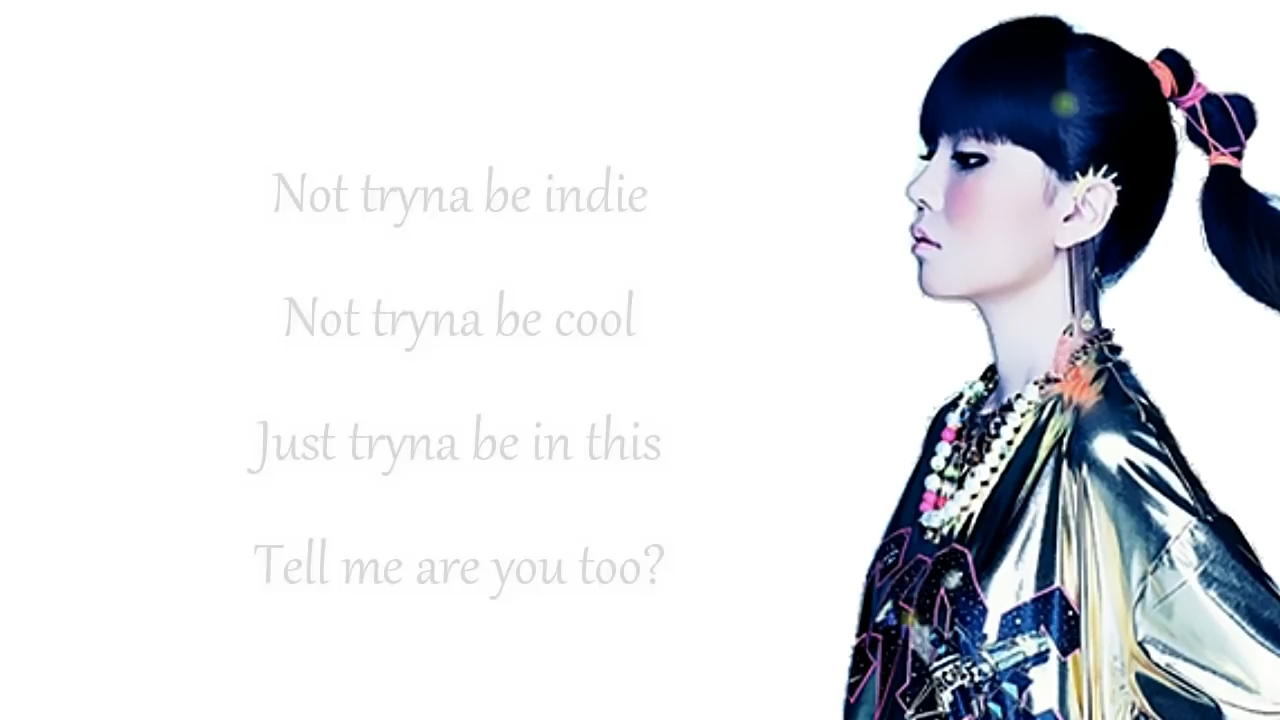 Not tryna be indie
Not tryna be cool
Just tryna be in this
Tell me are you too?